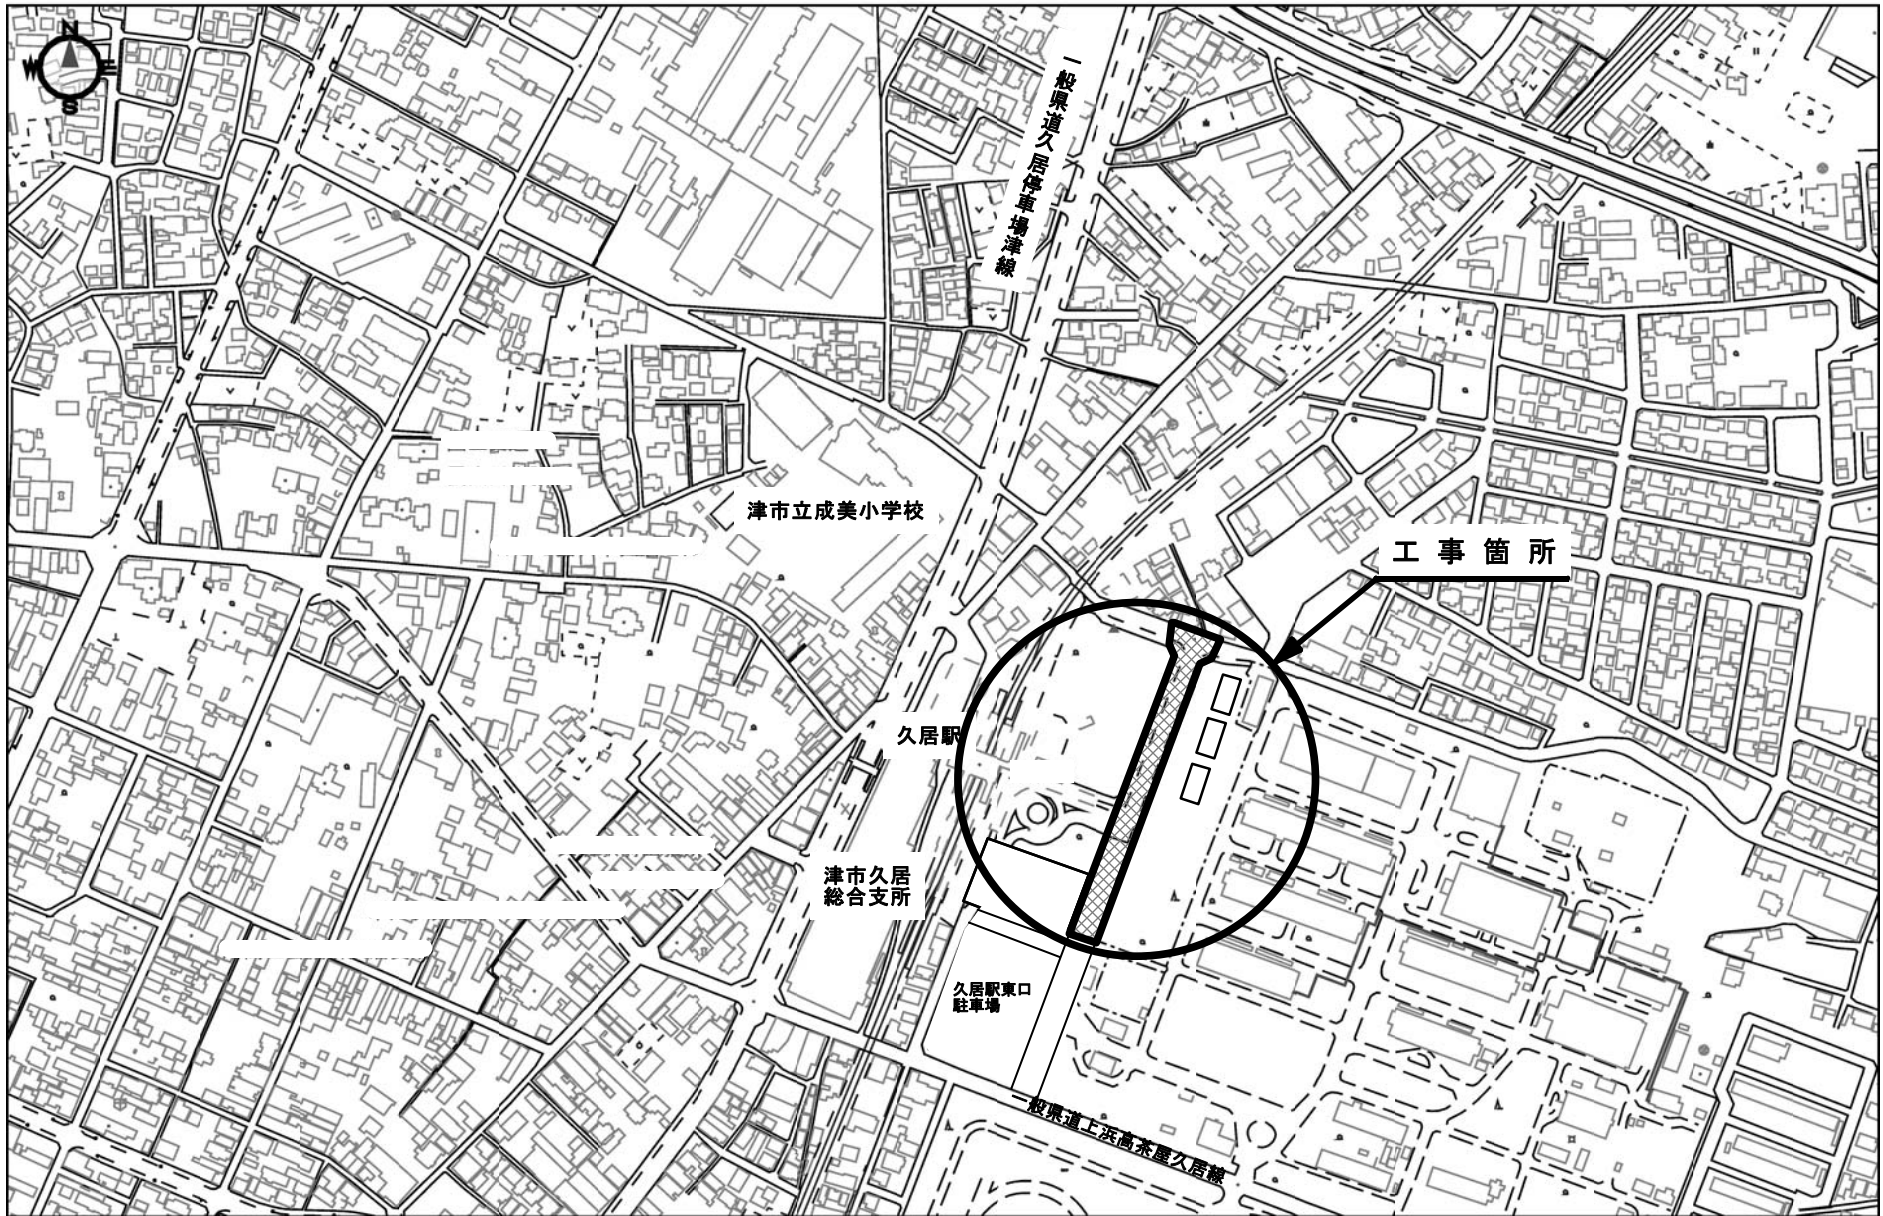 N
W
E
S
一般県道久居停車場津線
津市立成美小学校
工事箇所
久居駅
津市久居
総合支所
久居駅東口
駐車場
一般県道上浜高茶屋久居線